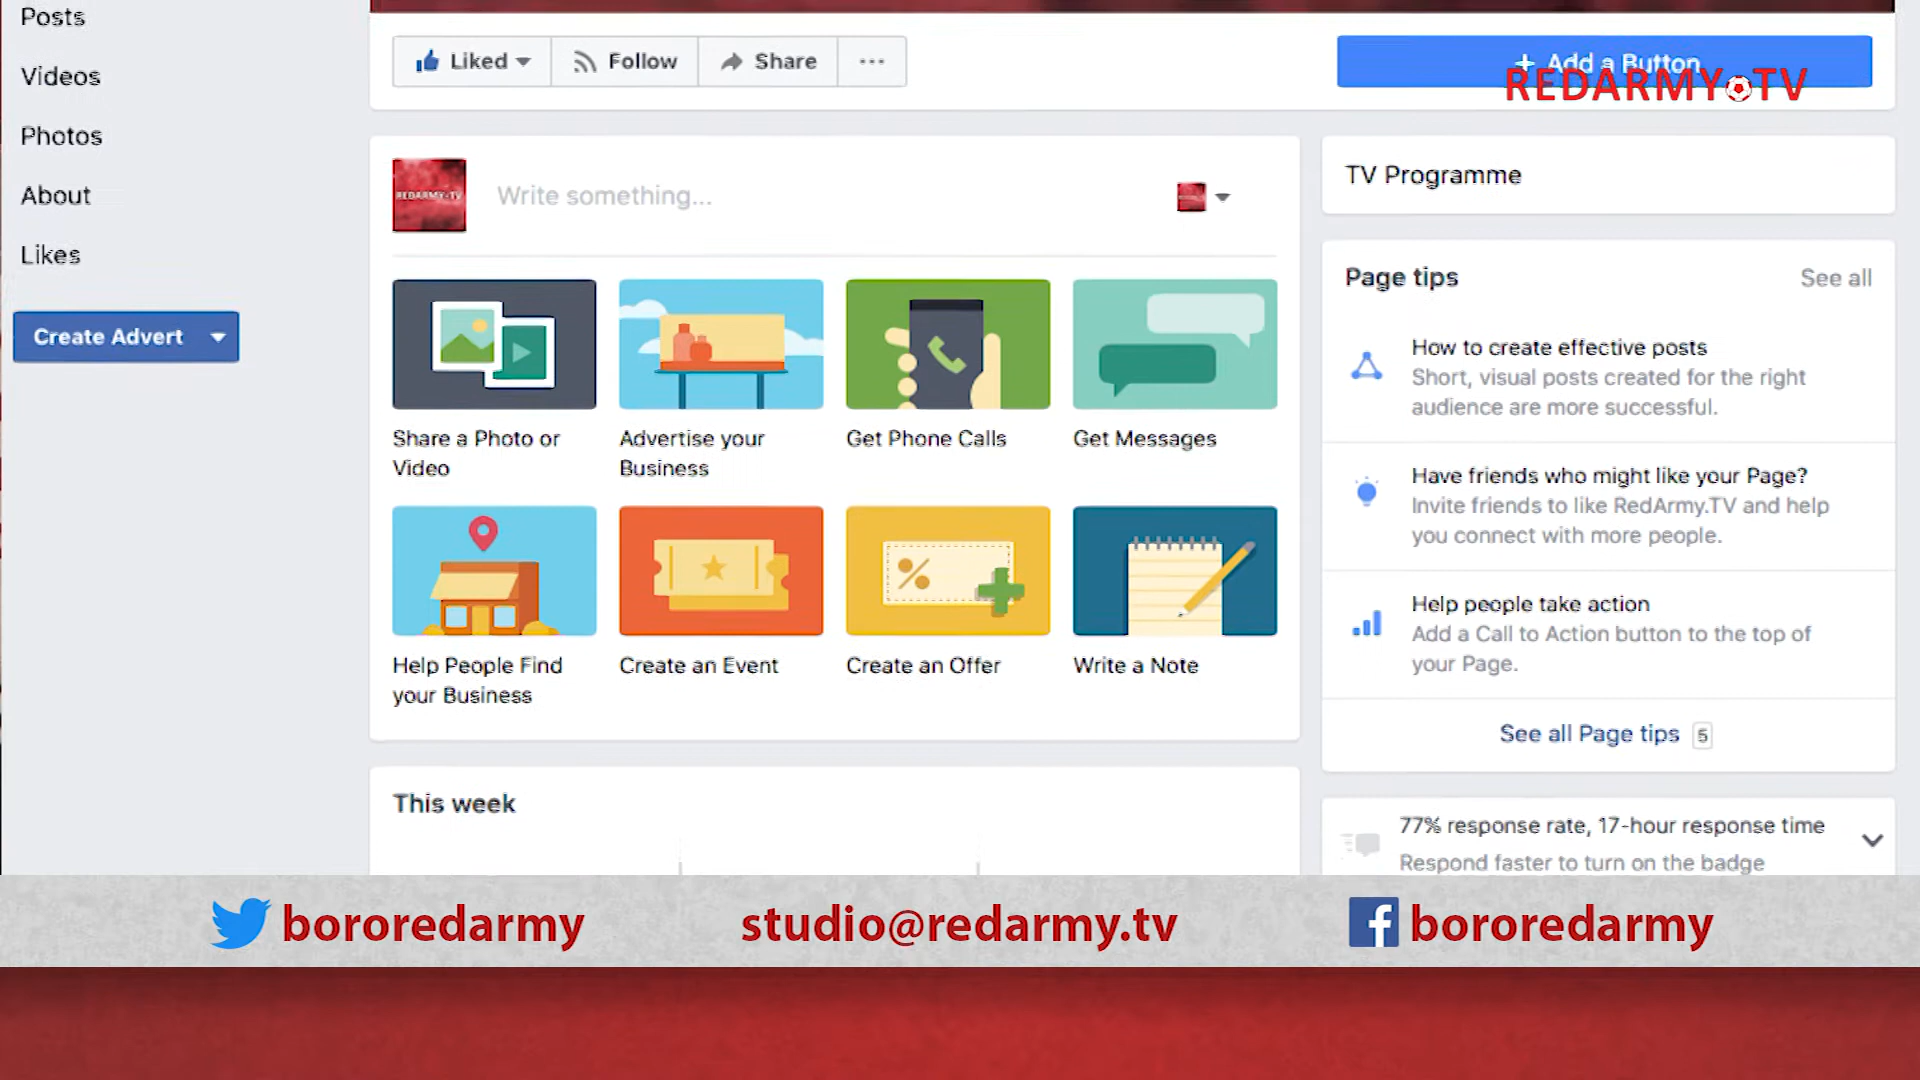 Posts
Videos
Photos
About
Likes
Create Advert
Liked
Follow
Share
+ Add a Button
REDARMY TV
REDARMY TV
Write something...
Share a Photo or
Video
Advertise your
Business
Get Phone Calls
Get Messages
Help People Find
your Business
Create an Event
Create an Offer
Write a Note
This week
TV Programme
Page tips
See all
How to create effective posts
Short, visual posts created for the right
audience are more successful.
Have friends who might like your Page?
Invite friends to like RedArmy.TV and help
you connect with more people.
Help people take action
Add a Call to Action button to the top of
your Page.
See all Page tips 5
77% response rate, 17-hour response time
Respond faster to turn on the badge
bororedarmy
studio@redarmy.tv
bororedarmy